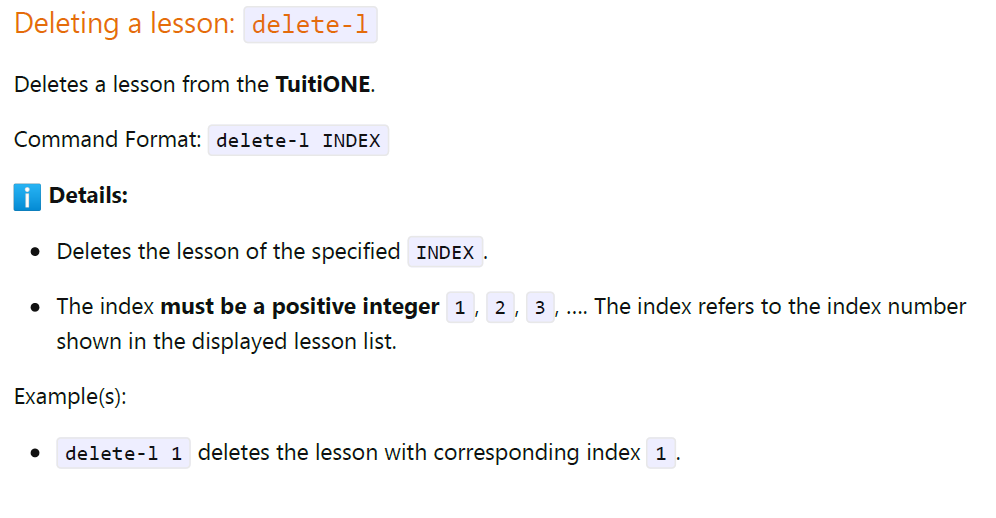 Deleting a lesson: delete-l
Deletes a lesson from the TuitiONE.
Command Format: delete-l INDEX
i Details:
• Deletes the lesson of the specified INDEX.
• The index must be a positive integer 1, 2, 3, …. The index refers to the index number
shown in the displayed lesson list.
Example(s):
• delete-l 1 deletes the lesson with corresponding index 1.